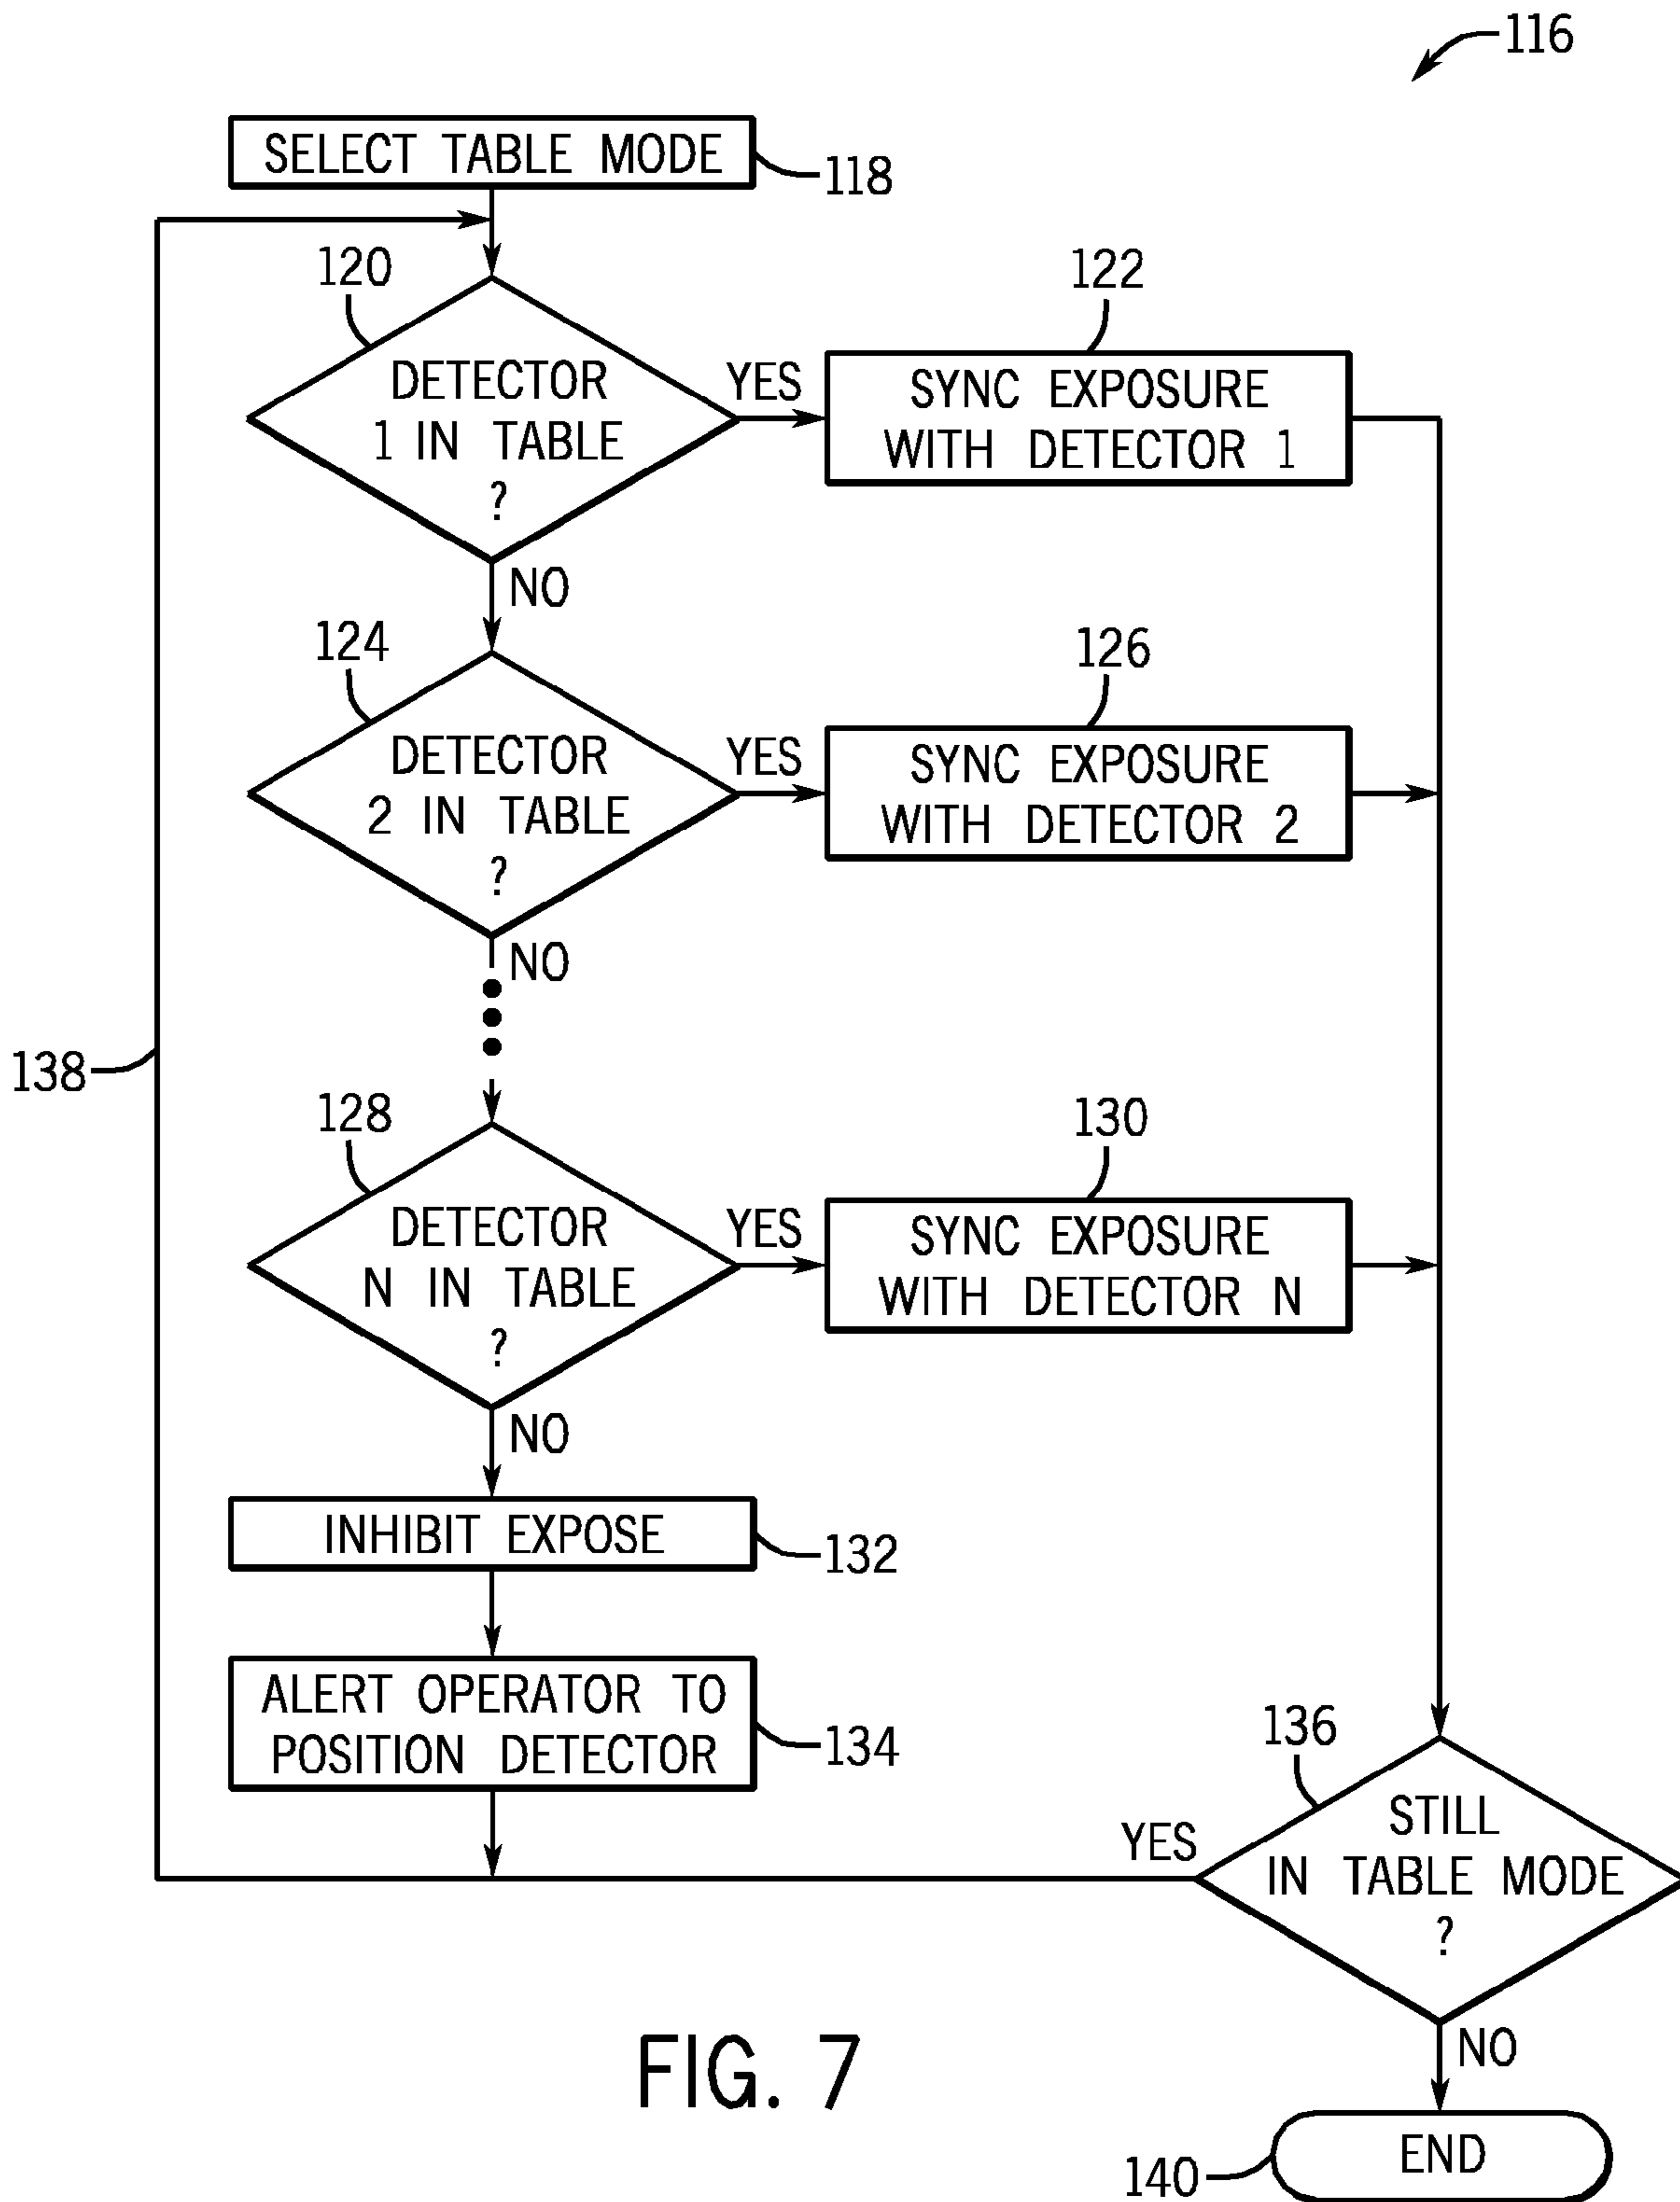 116
SELECT TABLE MODE
118
120
DETECTOR
1 IN TABLE
?
YES
122
SYNC EXPOSURE
WITH DETECTOR 1
NO
124
DETECTOR
2 IN TABLE
?
YES
126
SYNC EXPOSURE
WITH DETECTOR 2
NO
138
128
DETECTOR
N IN TABLE
?
YES
130
SYNC EXPOSURE
WITH DETECTOR N
NO
INHIBIT EXPOSE
132
ALERT OPERATOR TO
POSITION DETECTOR
134
136
STILL
IN TABLE MODE
?
YES
NO
END
140
FIG. 7